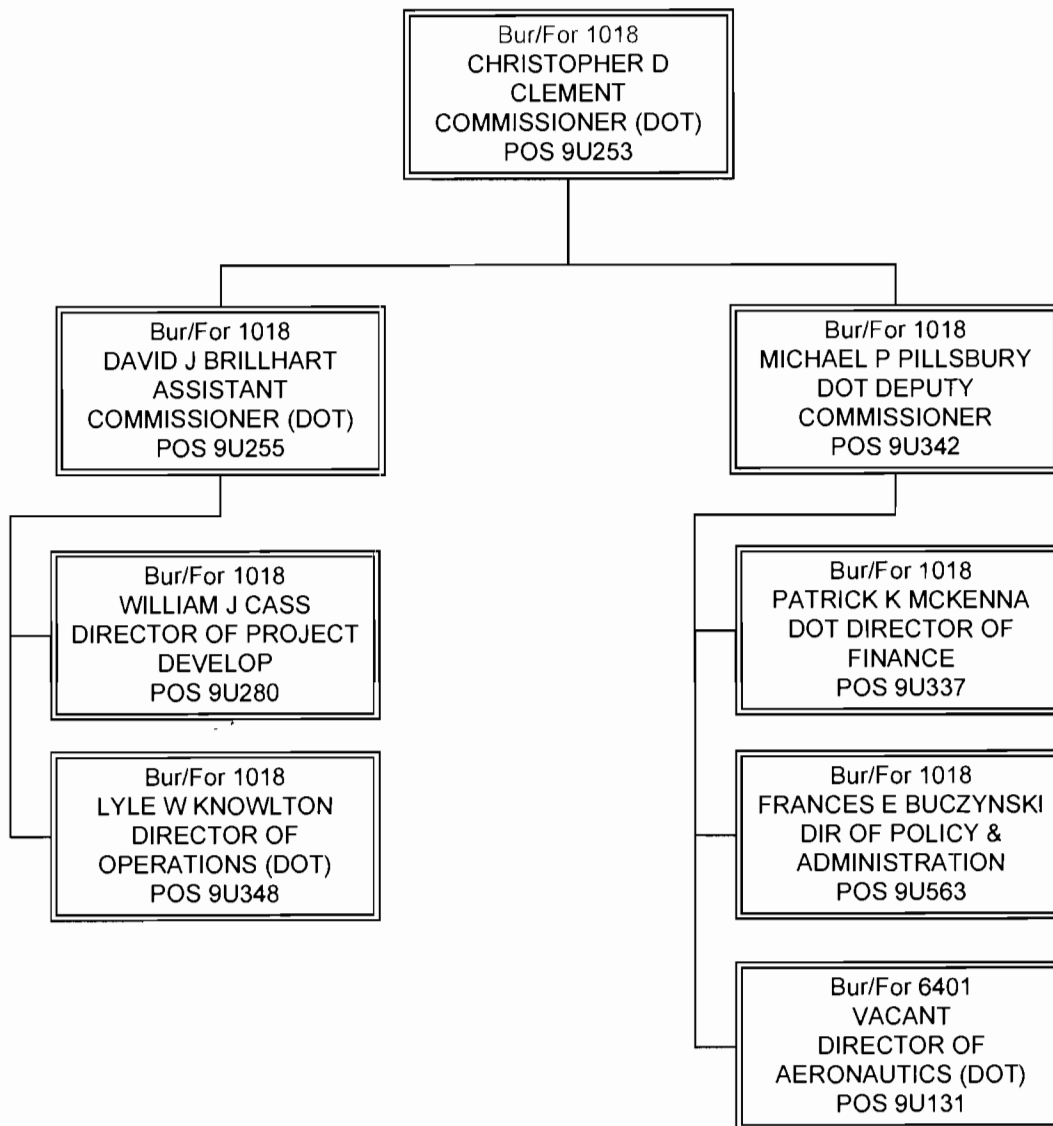 Bur/For 1018
CHRISTOPHER D
CLEMENT
COMMISSIONER (DOT)
POS 9U253
Bur/For 1018
DAVID J BRILLHART
ASSISTANT
COMMISSIONER (DOT)
POS 9U255
Bur/For 1018
MICHAEL P PILLSBURY
DOT DEPUTY
COMMISSIONER
POS 9U342
Bur/For 1018
WILLIAM J CASS
DIRECTOR OF PROJECT
DEVELOP
POS 9U280
Bur/For 1018
LYLE W KNOWLTON
DIRECTOR OF
OPERATIONS (DOT)
POS 9U348
Bur/For 1018
PATRICK K MCKENNA
DOT DIRECTOR OF
FINANCE
POS 9U337
Bur/For 1018
FRANCES E BUCZYNSKI
DIR OF POLICY &
ADMINISTRATION
POS 9U563
Bur/For 6401
VACANT
DIRECTOR OF
AERONAUTICS (DOT)
POS 9U131